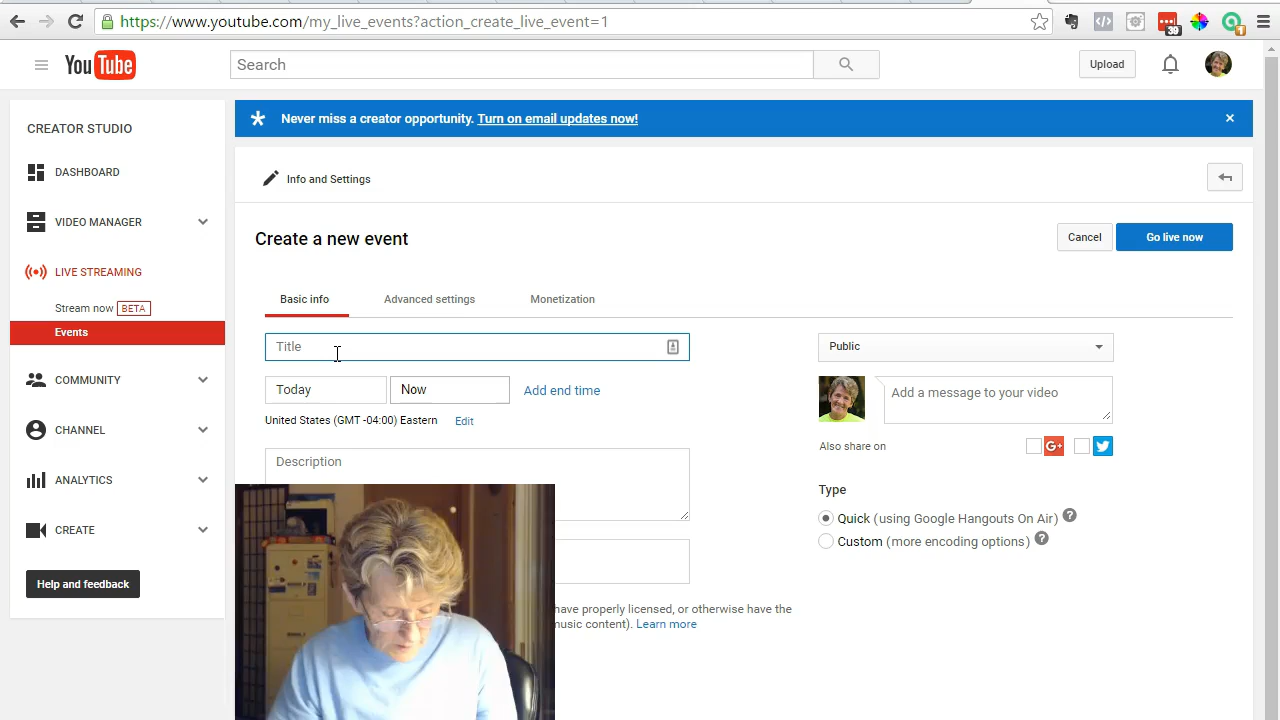 https://www.youtube.com/my_live_events?action_create_live_event=1
39
1
YouTube
Search
Upload
CREATOR STUDIO
DASHBOARD
VIDEO MANAGER
LIVE STREAMING
Stream now BETA
Events
COMMUNITY
CHANNEL
ANALYTICS
CREATE
Help and feedback
Never miss a creator opportunity. Turn on email updates now! ×
Info and Settings
Create a new event
Cancel
Go live now
Basic info
Advanced settings
Monetization
Title
Today
Now
Add end time
United States (GMT -04:00) Eastern
Edit
Description
have properly licensed, or otherwise have the
music content). Learn more
Public
Add a message to your video
Also share on
G+
Type
Quick (using Google Hangouts On Air) ?
Custom (more encoding options) ?